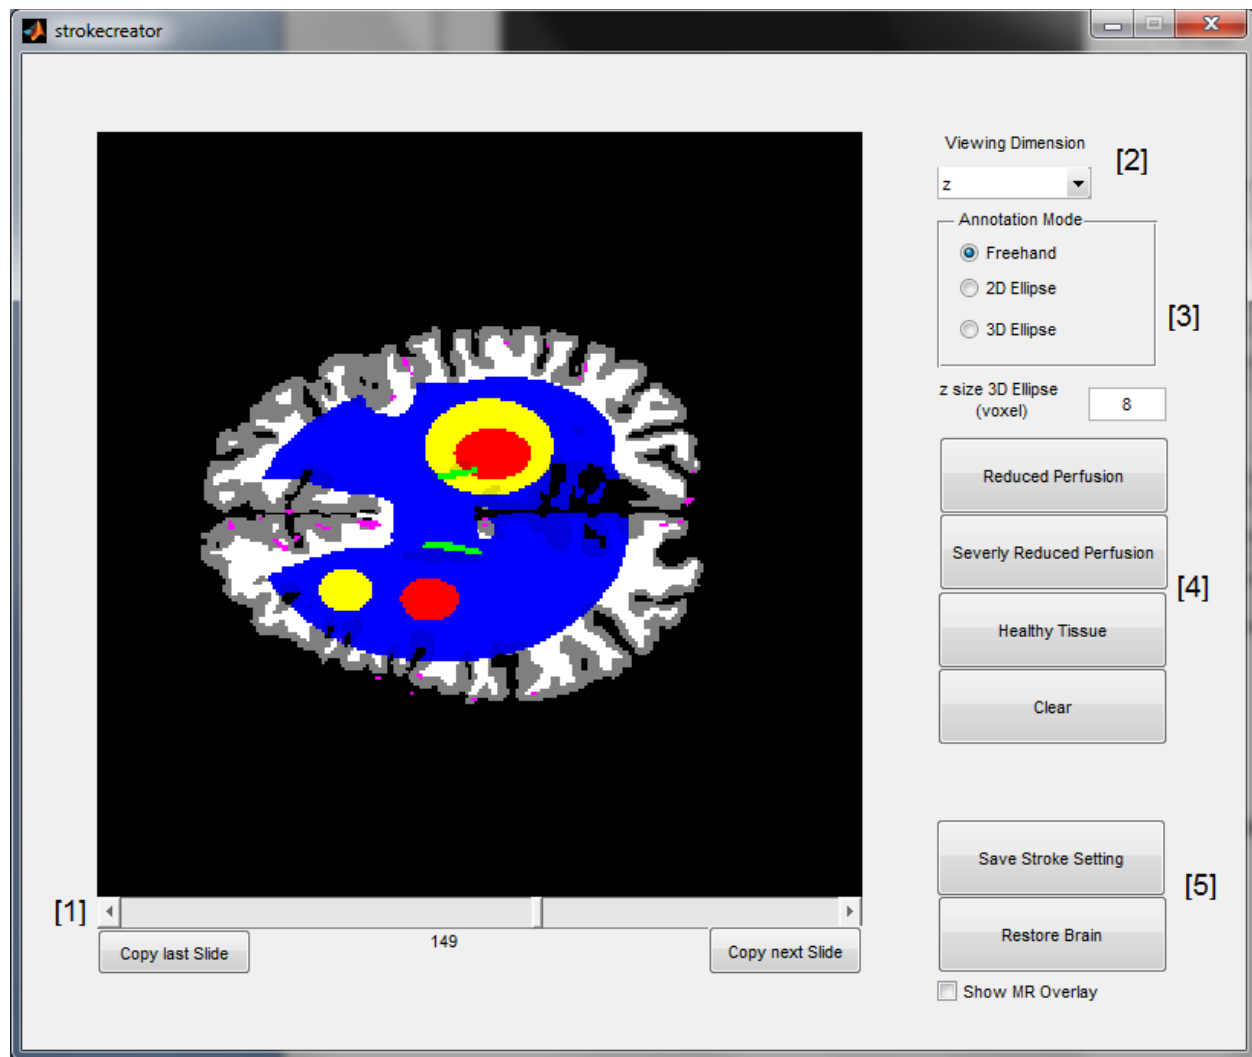 strokecreator
Viewing Dimension
[2]
z
Annotation Mode
Freehand
2D Ellipse
3D Ellipse
[3]
z size 3D Ellipse
(voxel)
8
Reduced Perfusion
Severly Reduced Perfusion
[4]
Healthy Tissue
Clear
Save Stroke Setting
[5]
Restore Brain
Show MR Overlay
[1]
149
Copy last Slide
Copy next Slide